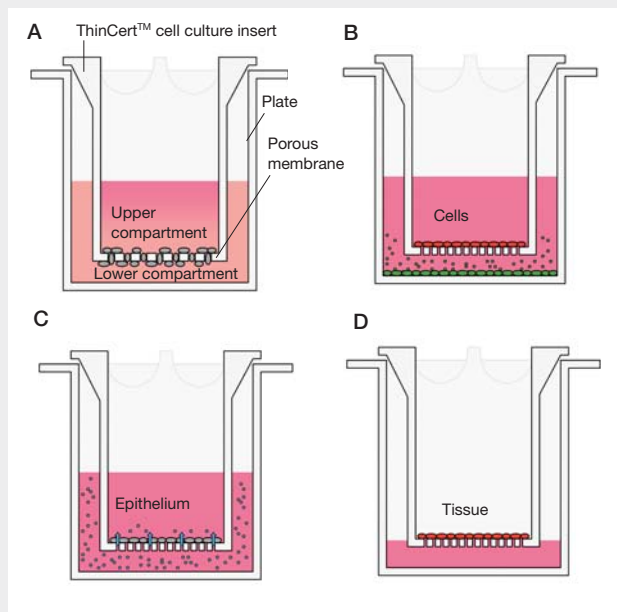 A
ThinCert™ cell culture insert
Plate
Porous
membrane
Upper
compartment
Lower compartment
B
Cells
C
Epithelium
D
Tissue